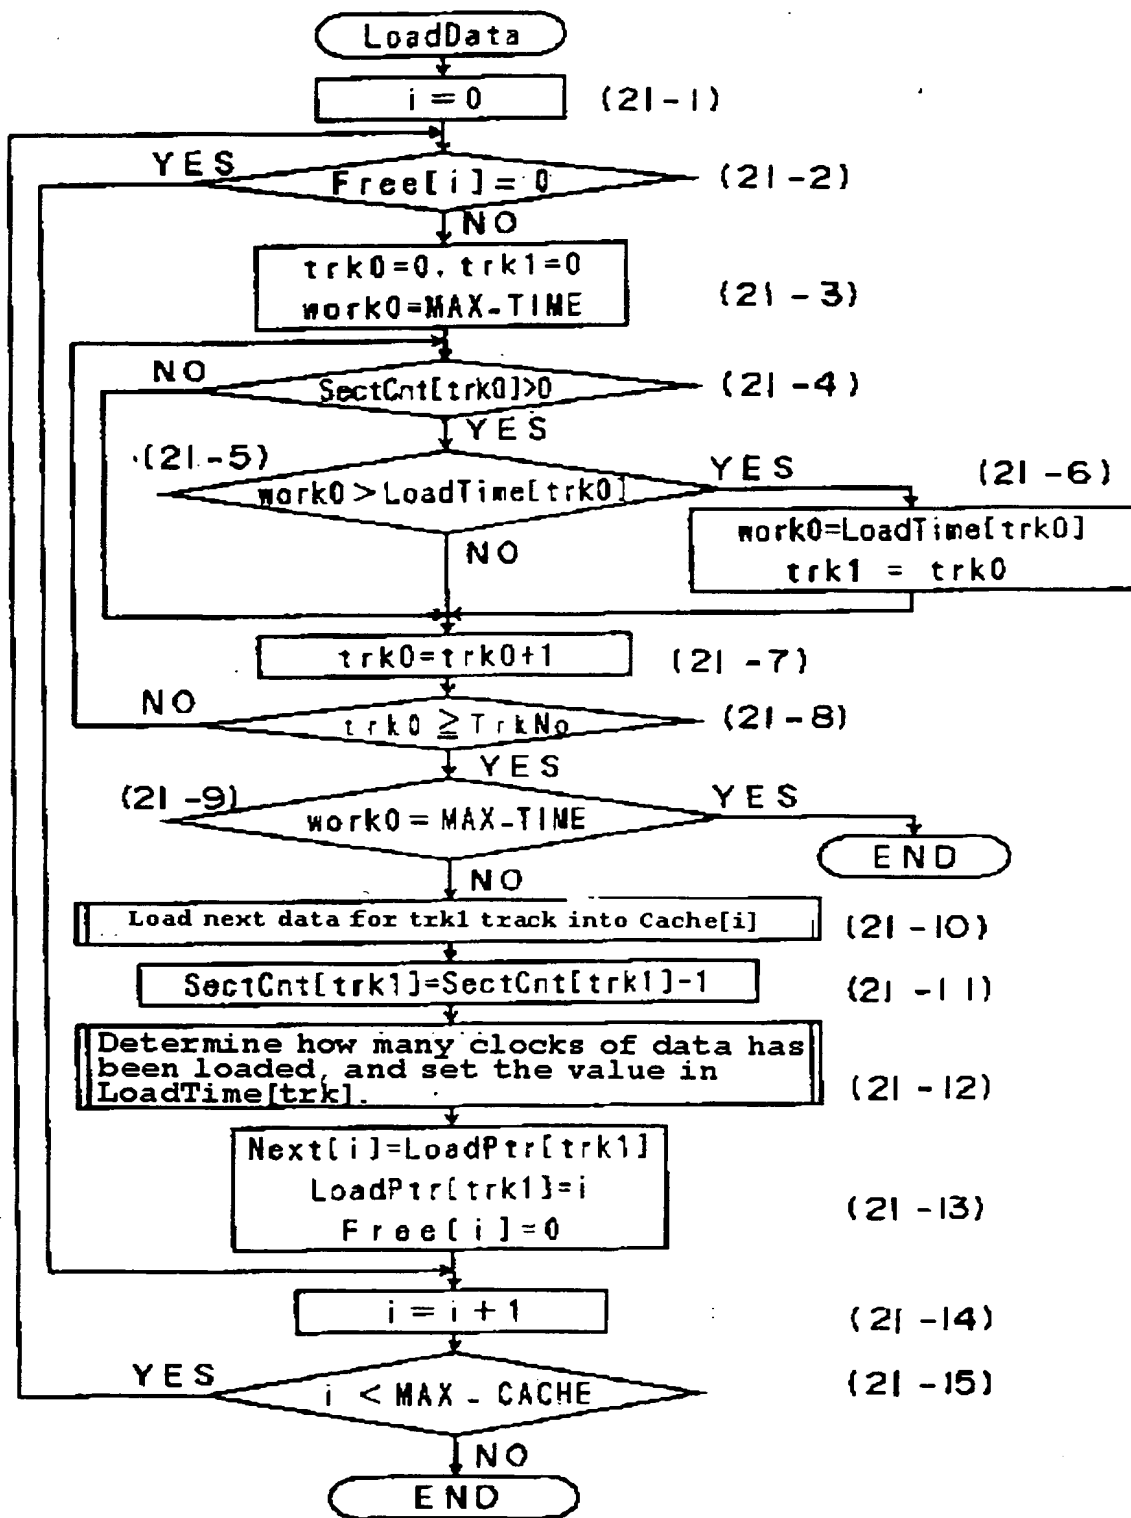 LoadData
i = 0 (21-1)
YES
Free[i] = 0 (21-2)
NO
trk0=0. trk1=0
work0=MAX-TIME (21-3)
NO
SectCnt[trk0]>0 (21-4)
YES
(21-5)
work0 > LoadTime[trk0]
YES
(21-6)
work0=LoadTime[trk0]
trk1 = trk0
NO
trk0=trk0+1 (21-7)
NO
trk0 ≧ TrkNo (21-8)
YES
(21-9)
work0 = MAX-TIME
YES
END
NO
Load next data for trk1 track into Cache[i] (21-10)
SectCnt[trk1]=SectCnt[trk1]-1 (21-11)
Determine how many clocks of data has
been loaded, and set the value in
LoadTime[trk]. (21-12)
Next[i]=LoadPtr[trk1]
LoadPtr[trk1]=i
Free[i]=0 (21-13)
i = i + 1 (21-14)
YES
i < MAX - CACHE (21-15)
NO
END